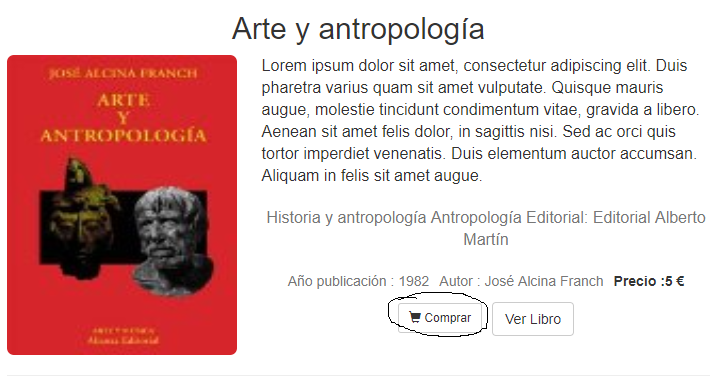 Arte y antropología
JOSÉ ALCINA FRANCH
ARTE
Y
ANTROPOLOGÍA
Alianza Editorial
Lorem ipsum dolor sit amet, consectetur adipiscing elit. Duis
pharetra varius quam sit amet vulputate. Quisque mauris
augue, molestie tincidunt condimentum vitae, gravida a libero.
Aenean sit amet felis dolor, in sagittis nisi. Sed ac orci quis
tortor imperdiet venenatis. Duis elementum auctor accumsan.
Aliquam in felis sit amet augue.
Historia y antropología Antropología Editorial: Editorial Alberto
Martín
Año publicación : 1982 Autor : José Alcina Franch Precio :5 €
Comprar Ver Libro